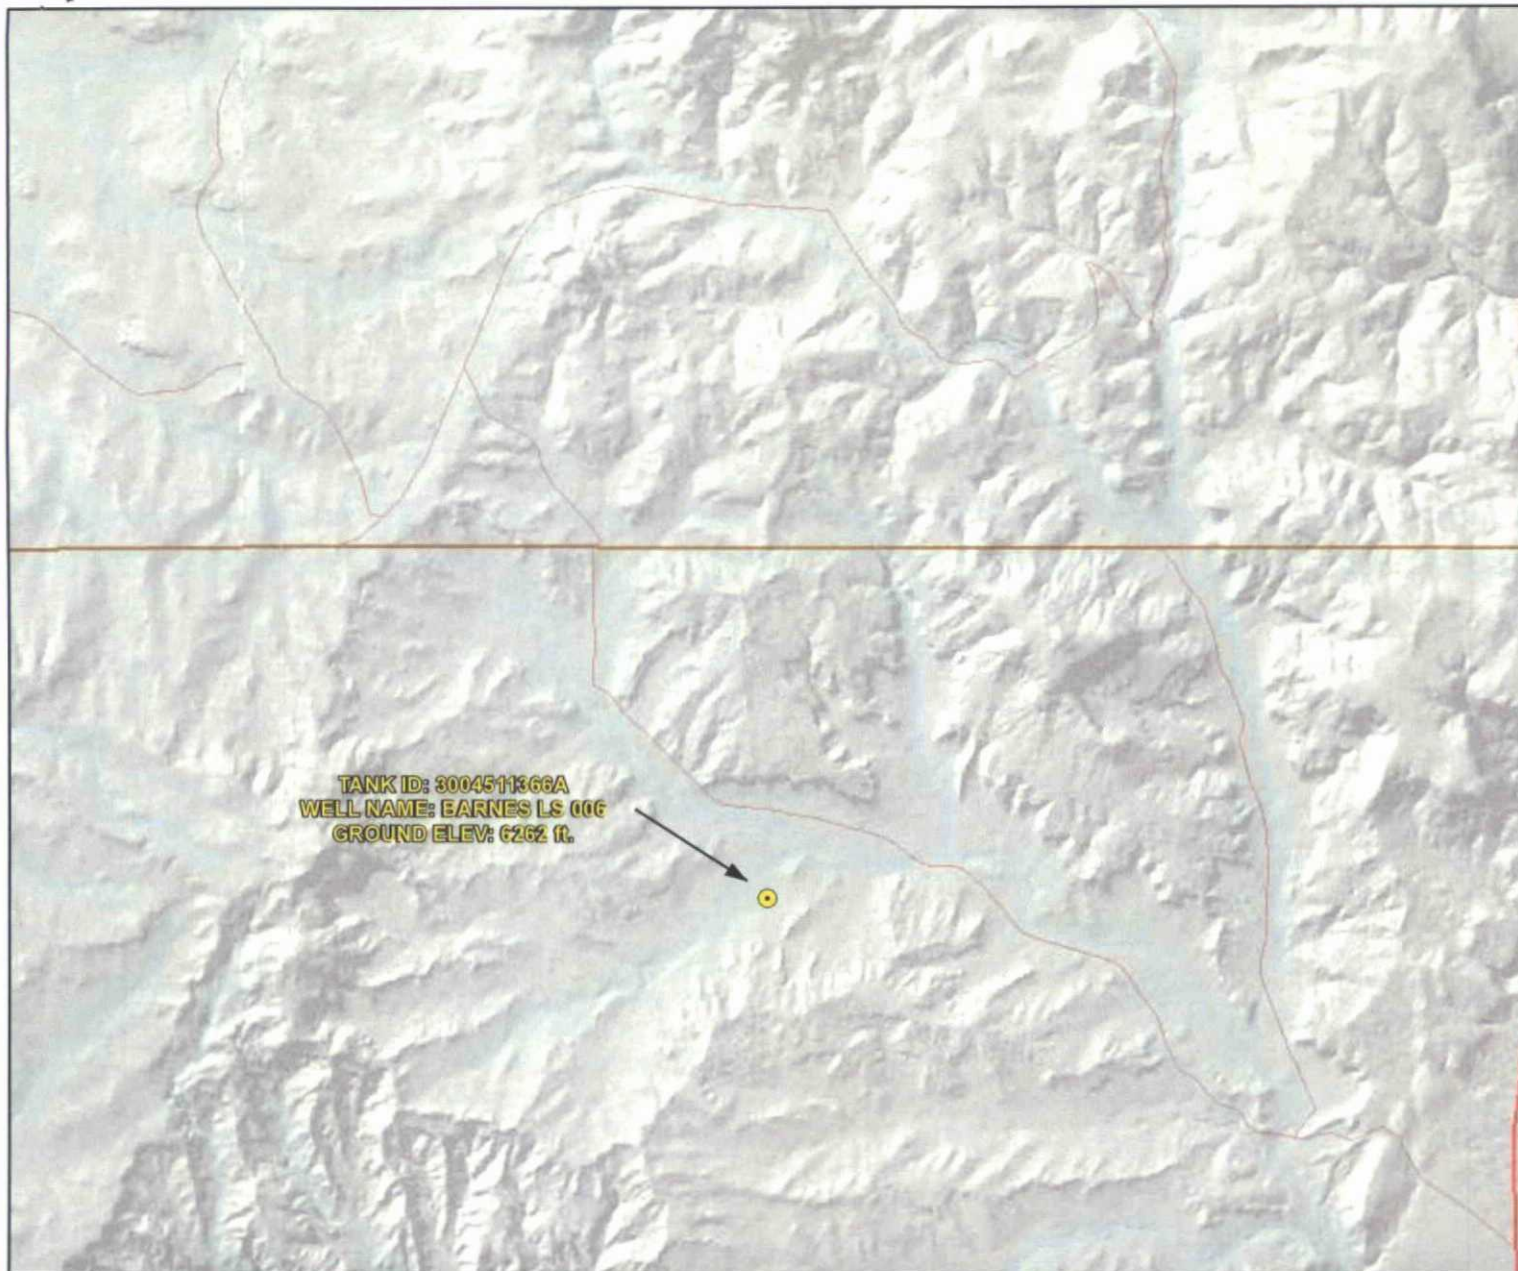 TANK ID: 3004511366A
WELL NAME: BARNES LS 006
GROUND ELEV: 6262 ft.